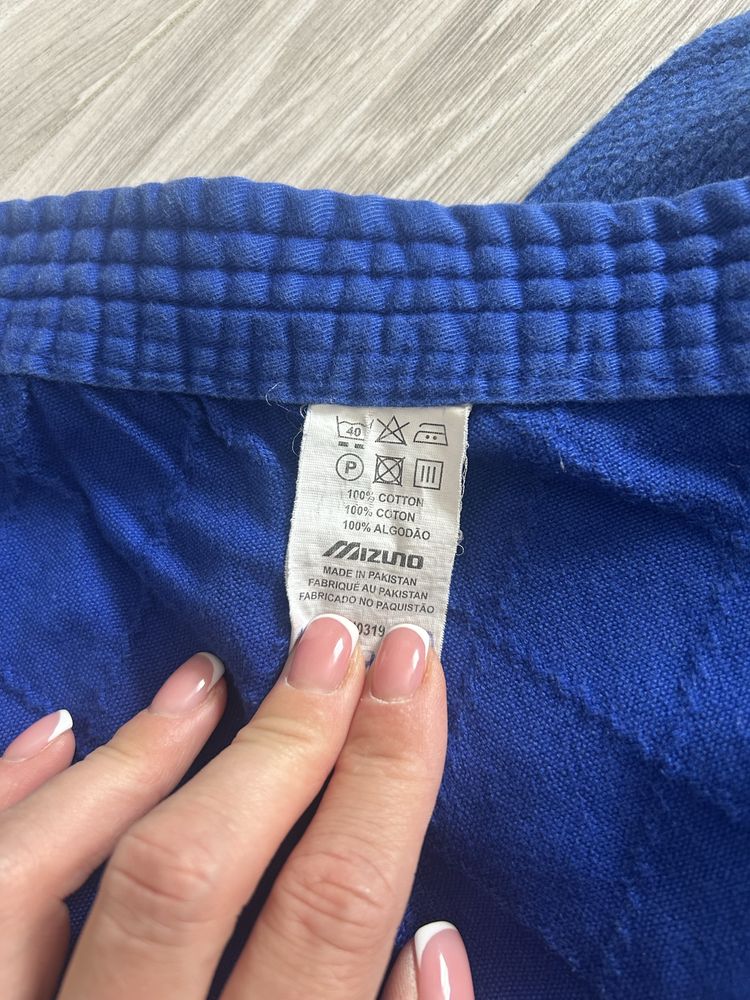 40
P
100% COTTON
100% COTON
100% ALGODÃO
MIZUNO
MADE IN PAKISTAN
FABRIQUÉ AU PAKISTAN
FABRICADO NO PAQUISTÃO